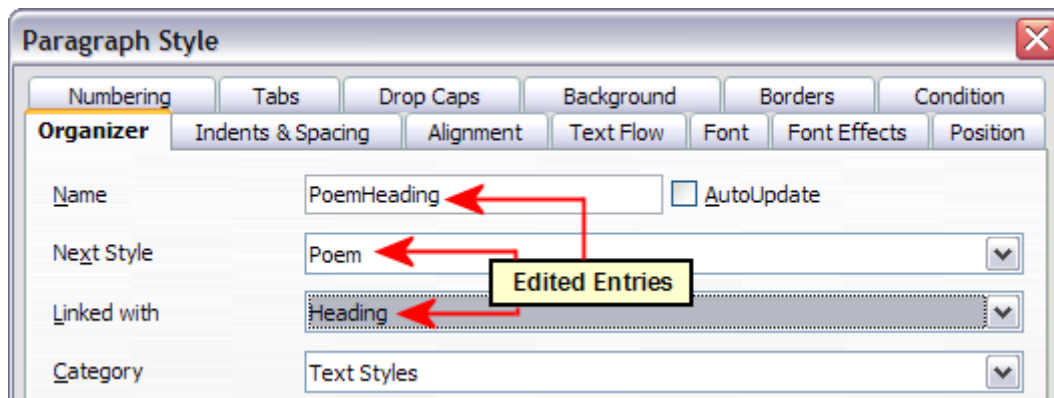 Paragraph Style
Numbering Tabs Drop Caps Background Borders Condition
Organizer Indents & Spacing Alignment Text Flow Font Font Effects Position
Name PoemHeading AutoUpdate
Next Style Poem
Edited Entries
Linked with Heading
Category Text Styles